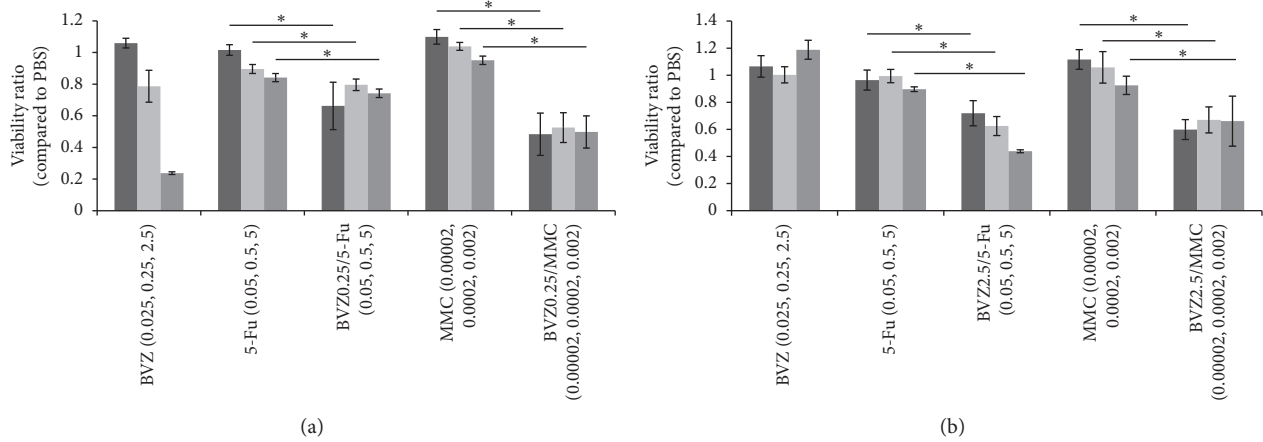 Viability ratio
(compared to PBS)
1.2
1
0.8
0.6
0.4
0.2
0
*
*
*
*
*
*
BVZ (0.025, 0.25, 2.5)
5-Fu (0.05, 0.5, 5)
BVZ0.25/5-Fu
(0.05, 0.5, 5)
MMC (0.00002,
0.0002, 0.002)
BVZ0.25/MMC
(0.00002, 0.0002, 0.002)
(a)
Viability ratio
(compared to PBS)
1.4
1.2
1
0.8
0.6
0.4
0.2
0
*
*
*
*
*
*
BVZ (0.025, 0.25, 2.5)
5-Fu (0.05, 0.5, 5)
BVZ2.5/5-Fu
(0.05, 0.5, 5)
MMC (0.00002,
0.0002, 0.002)
BVZ2.5/MMC
(0.00002, 0.0002, 0.002)
(b)